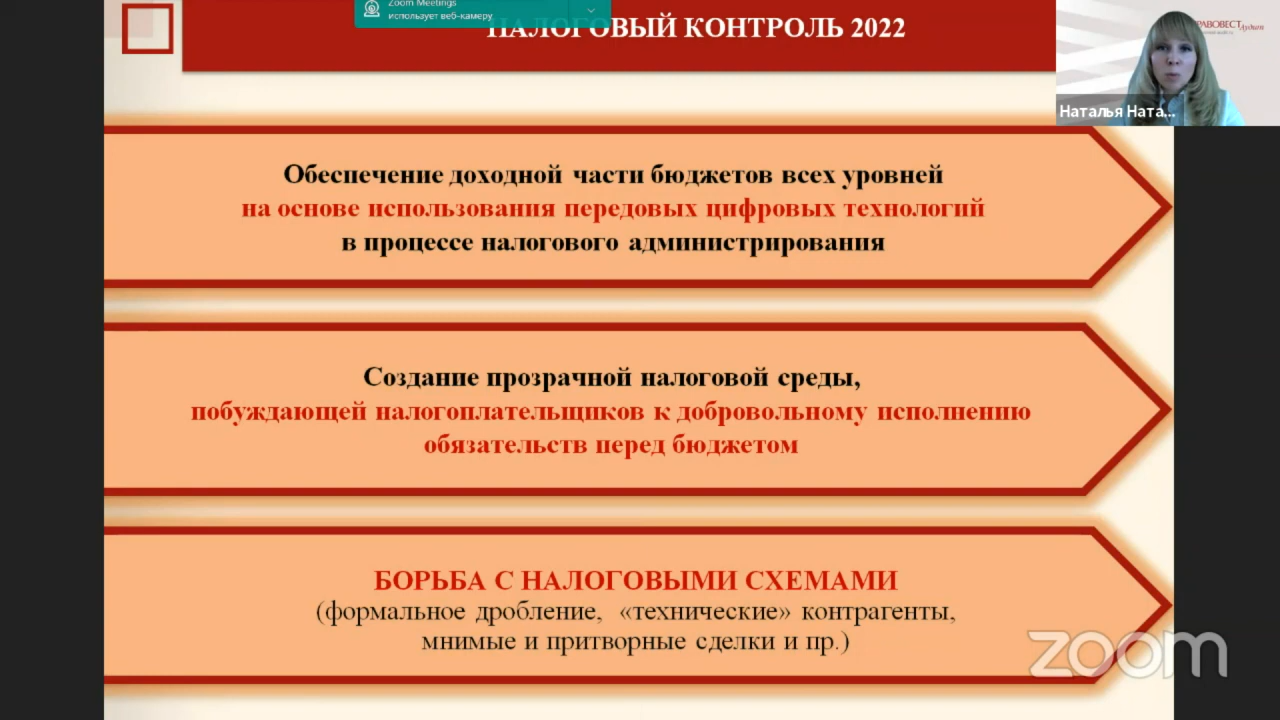 Zoom Meetings
использует веб-камеру
НАЛОГОВЫЙ КОНТРОЛЬ 2022
Наталья Ната...
Обеспечение доходной части бюджетов всех уровней
на основе использования передовых цифровых технологий
в процессе налогового администрирования
Создание прозрачной налоговой среды,
побуждающей налогоплательщиков к добровольному исполнению
обязательств перед бюджетом
БОРЬБА С НАЛОГОВЫМИ СХЕМАМИ
(формальное дробление, «технические» контрагенты,
мнимые и притворные сделки и пр.)
zoom